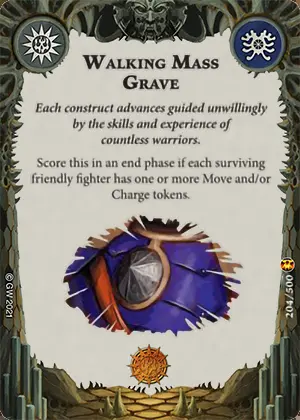 WALKING MASS
GRAVE
Each construct advances guided unwillingly
by the skills and experience of
countless warriors.
Score this in an end phase if each surviving
friendly fighter has one or more Move and/or
Charge tokens.
© GW 2021
204/500